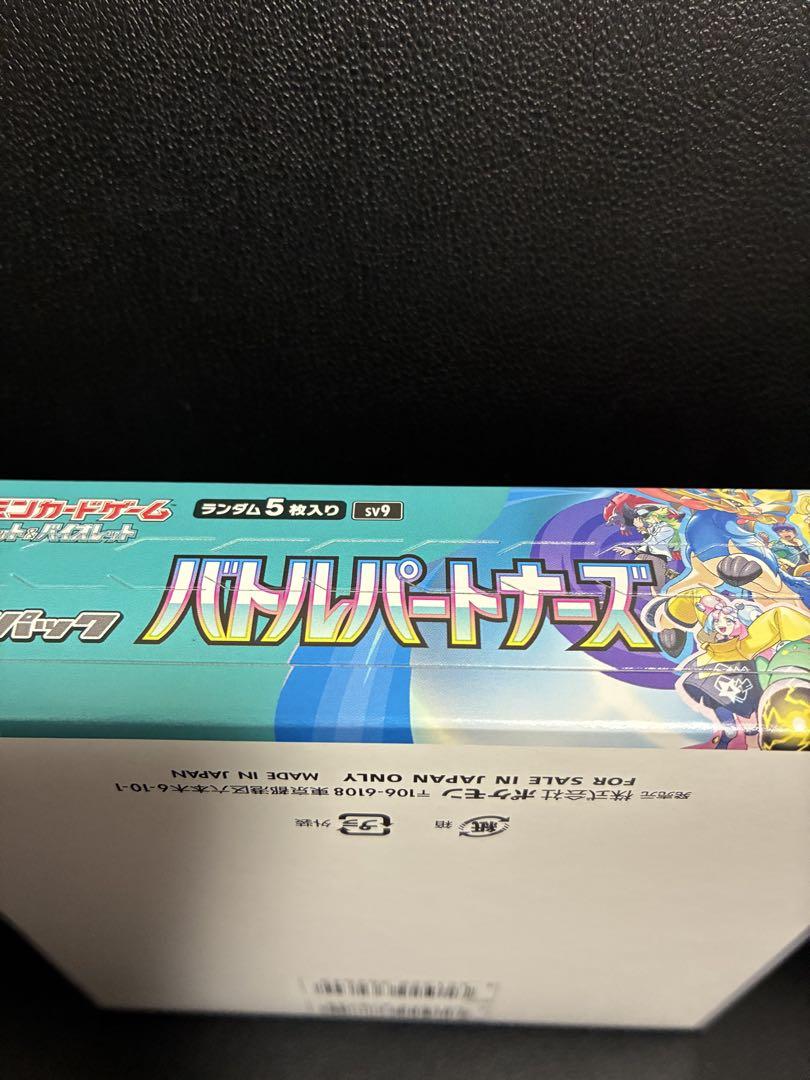 モンカードゲーム
ット&バイオレット
ランダム5枚入り
SV9
パック
バトルパートナーズ
発売元 株式会社ポケモン 〒106-6108 東京都港区六本木6-10-1
FOR SALE IN JAPAN ONLY MADE IN JAPAN
紙 箱
プラ 外装